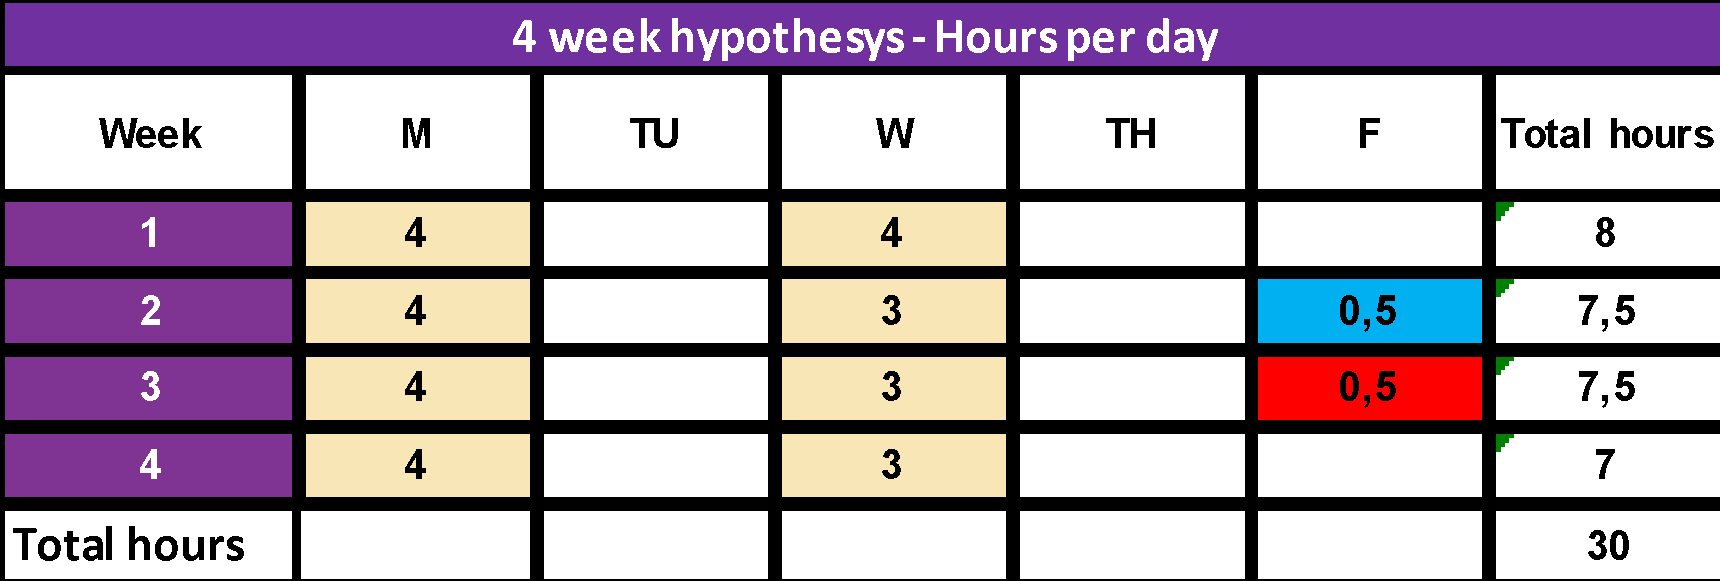 4 week hypothesys - Hours per day
Week M TU W TH F Total hours
1 4 4 8
2 4 3 0,5 7,5
3 4 3 0,5 7,5
4 4 3 7
Total hours 30